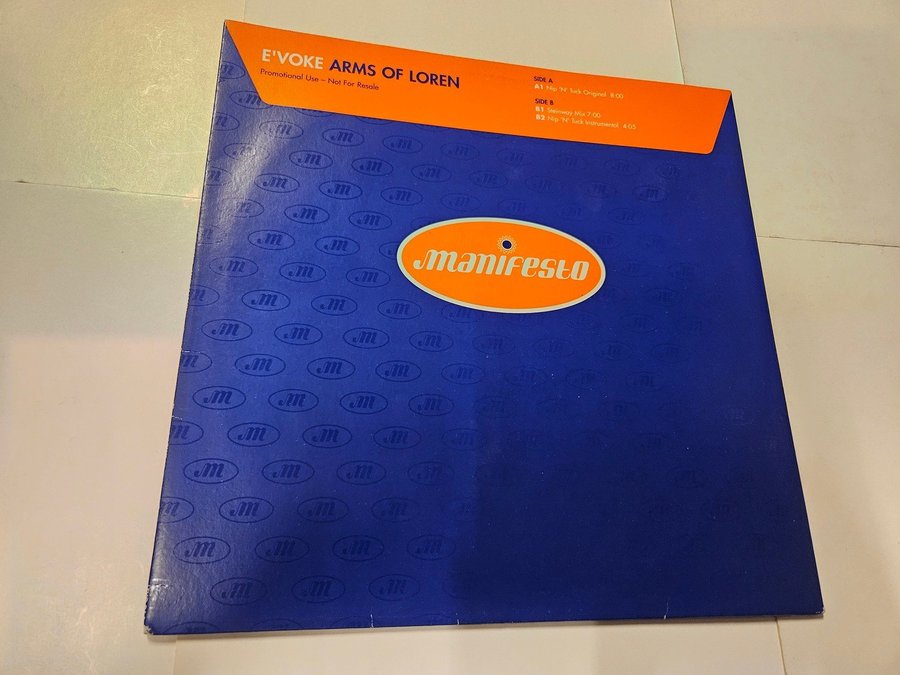 E'VOKE ARMS OF LOREN
Promotional Use – Not For Resale
SIDE A
A1 Nip 'N' Tuck Original 8:00
SIDE B
B1 Steinway Mix 7:00
B2 Nip 'N' Tuck Instrumental 4:05
manifesto